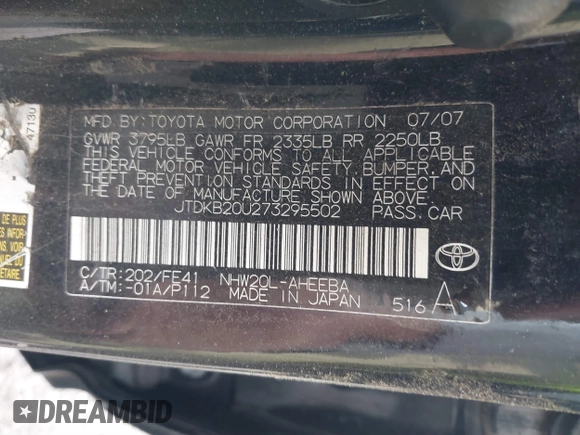 47130
MFD BY: TOYOTA MOTOR CORPORATION 07/07
GVWR 3795LB GAWR FR 2335LB RR 2250LB
THIS VEHICLE CONFORMS TO ALL APPLICABLE
FEDERAL MOTOR VEHICLE SAFETY,BUMPER,AND
THEFT PREVENTION STANDARDS IN EFFECT ON
THE DATE OF MANUFACTURE SHOWN ABOVE.
JTDKB20U273295502 PASS.CAR
C/TR:202/FE41 NHW20L-AHEEBA
A/TM:-01A/P112 MADE IN JAPAN 516 A
DREAMBID